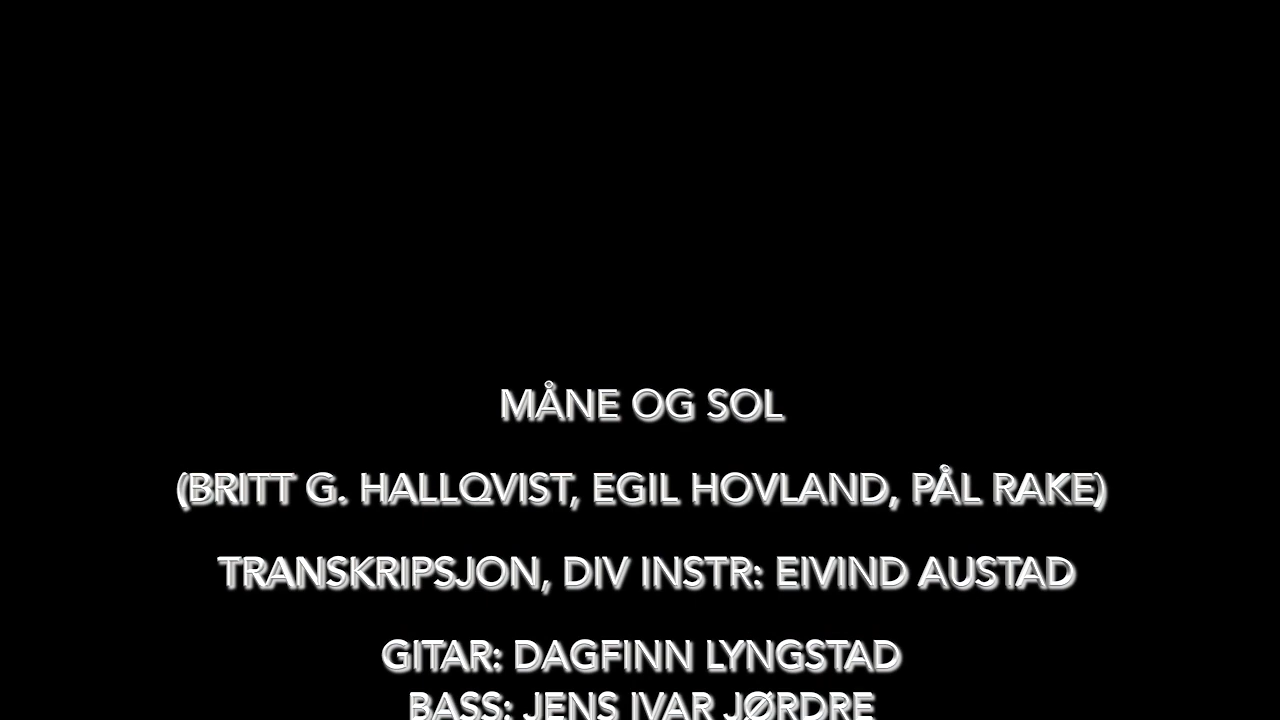 MÅNE OG SOL
(BRITT G. HALLQVIST, EGIL HOVLAND, PÅL RAKE)
TRANSKRIPSJON, DIV INSTR: EIVIND AUSTAD
GITAR: DAGFINN LYNGSTAD
BASS: JENS IVAR JØRDRE